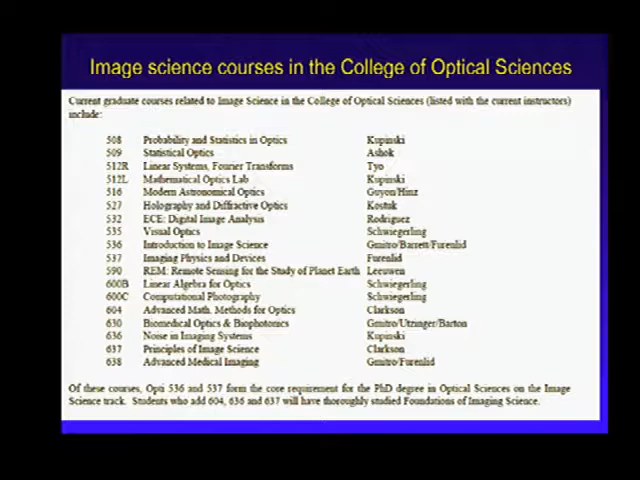 Image science courses in the College of Optical Sciences
Current graduate courses related to Image Science in the College of Optical Sciences (listed with the current instructors)
include:
508 Probability and Statistics in Optics Kupinski
509 Statistical Optics Ashok
512R Linear Systems, Fourier Transforms Tyo
512L Mathematical Optics Lab Kupinski
516 Modern Astronomical Optics Guyon/Hinz
527 Holography and Diffractive Optics Kostuk
532 ECE: Digital Image Analysis Rodriguez
535 Visual Optics Schwiegerling
536 Introduction to Image Science Gmitro/Barrett/Furenlid
537 Imaging Physics and Devices Furenlid
590 REM: Remote Sensing for the Study of Planet Earth Leeuwen
600B Linear Algebra for Optics Schwiegerling
600C Computational Photography Schwiegerling
604 Advanced Math. Methods for Optics Clarkson
630 Biomedical Optics & Biophotonics Gmitro/Utzinger/Barton
636 Noise in Imaging Systems Kupinski
637 Principles of Image Science Clarkson
638 Advanced Medical Imaging Gmitro/Furenlid
Of these courses, Opti 536 and 537 form the core requirement for the PhD degree in Optical Sciences on the Image
Science track. Students who add 604, 636 and 637 will have thoroughly studied Foundations of Imaging Science.